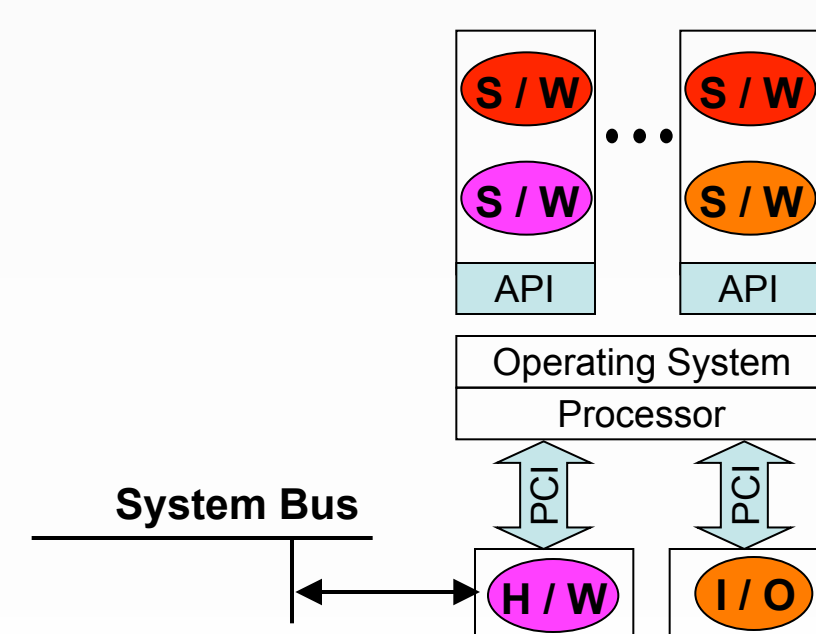 S / W S / W
S / W S / W
API API
Operating System
Processor
PCI PCI
System Bus
H / W I / O